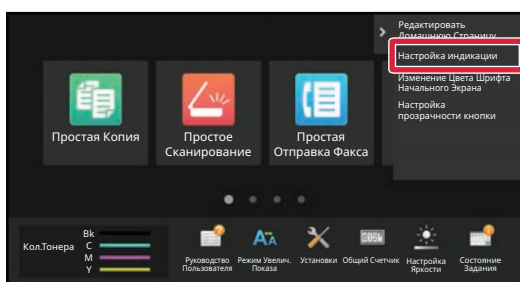 Редактировать
Домашнюю Страницу
Настройка индикации
Изменение Цвета Шрифта
Начального Экрана
Настройка
прозрачности кнопки
Простая Копия
Простое
Сканирование
Простая
Отправка Факса
Кол.Тонера
Bk
C
M
Y
Руководство
Пользователя
Режим Увелич.
Показа
Установки
Общий Счетчик
Настройка
Яркости
Состояние
Задания